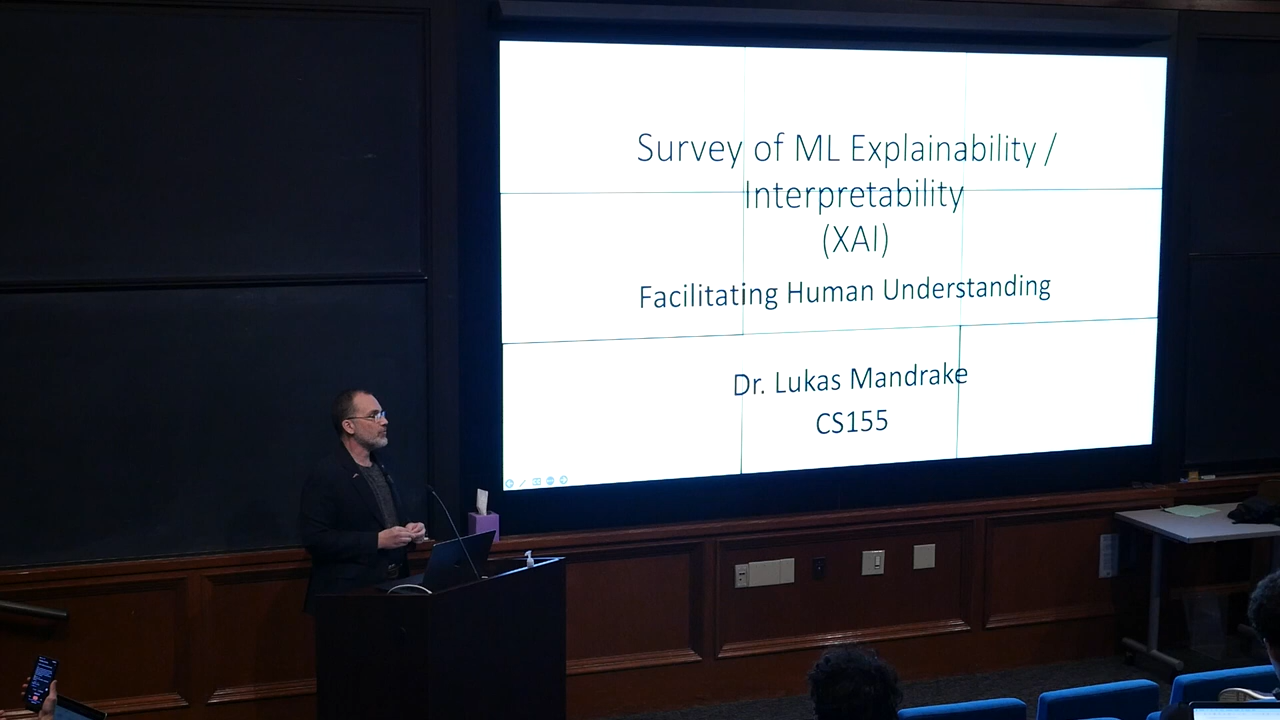 Survey of ML Explainability /
Interpretability
(XAI)
Facilitating Human Understanding
Dr. Lukas Mandrake
CS155